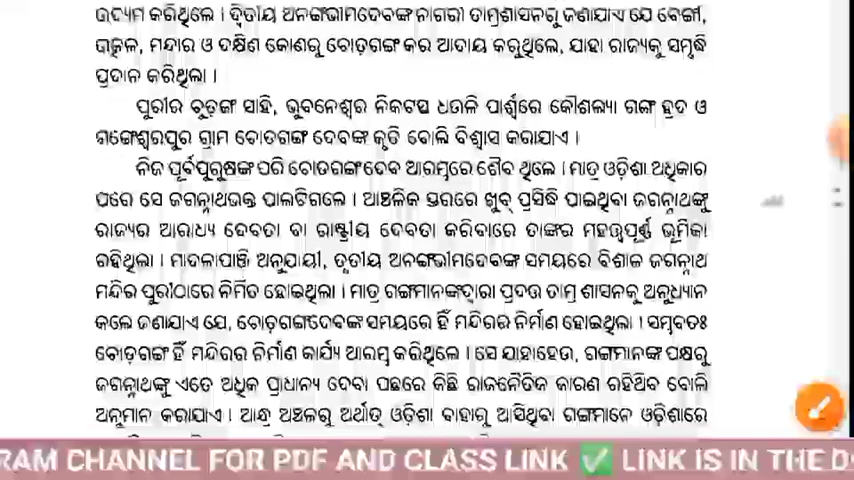 ଉଦ୍ୟମ କରିଥିଲେ । ଦ୍ୱିତୀୟ ଅନଙ୍ଗଭୀମଦେବଙ୍କ ନାଗରୀ ତାମ୍ରଶାସନରୁ ଜଣାଯାଏ ଯେ ବେଙ୍ଗୀ,
ଉତ୍କଳ, ମନ୍ଦାର ଓ ଦକ୍ଷିଣ କୋଣରୁ ଚୋଡ଼ଗଙ୍ଗ କର ଆଦାୟ କରୁଥିଲେ, ଯାହା ରାଜ୍ୟକୁ ସମୃଦ୍ଧି
ପ୍ରଦାନ କରିଥିଲା ।
ପୁରୀର ଚୁଡ଼ଙ୍ଗ ସାହି, ଭୁବନେଶ୍ୱର ନିକଟସ୍ଥ ଧଉଳି ପାର୍ଶ୍ୱରେ କୌଶଲ୍ୟା ଗଙ୍ଗ ହ୍ରଦ ଓ
ଗଙ୍ଗେଶ୍ୱରପୁର ଗ୍ରାମ ଚୋଡଗଙ୍ଗ ଦେବଙ୍କ କୃତି ବୋଲି ବିଶ୍ୱାସ କରାଯାଏ ।
ନିଜ ପୂର୍ବପୁରୁଷଙ୍କ ପରି ଚୋଡଗଙ୍ଗଦେବ ଆରମ୍ଭରେ ଶୈବ ଥିଲେ । ମାତ୍ର ଓଡ଼ିଶା ଅଧିକାର
ପରେ ସେ ଜଗନ୍ନାଥଭକ୍ତ ପାଲଟିଗଲେ । ଆଞ୍ଚଳିକ ସ୍ତରରେ ଖୁବ୍ ପ୍ରସିଦ୍ଧି ପାଇଥିବା ଜଗନ୍ନାଥଙ୍କୁ
ରାଜ୍ୟର ଆରାଧ୍ୟ ଦେବତା ବା ରାଷ୍ଟ୍ରୀୟ ଦେବତା କରିବାରେ ତାଙ୍କର ମହତ୍ତ୍ୱପୂର୍ଣ୍ଣ ଭୂମିକା
ରହିଥିଲା । ମାଦଳାପାଞ୍ଜି ଅନୁଯାୟୀ, ତୃତୀୟ ଅନଙ୍ଗଭୀମଦେବଙ୍କ ସମୟରେ ବିଶାଳ ଜଗନ୍ନାଥ
ମନ୍ଦିର ପୁରୀଠାରେ ନିର୍ମିତ ହୋଇଥିଲା । ମାତ୍ର ଗଙ୍ଗମାନଙ୍କଦ୍ୱାରା ପ୍ରଦତ୍ତ ତାମ୍ର ଶାସନକୁ ଅନୁଧ୍ୟାନ
କଲେ ଜଣାଯାଏ ଯେ, ଚୋଡ଼ଗଙ୍ଗଦେବଙ୍କ ସମୟରେ ହିଁ ମନ୍ଦିରର ନିର୍ମାଣ ହୋଇଥିଲା । ସମ୍ଭବତଃ
ଚୋଡ଼ଗଙ୍ଗ ହିଁ ମନ୍ଦିରର ନିର୍ମାଣ କାର୍ଯ୍ୟ ଆରମ୍ଭ କରିଥିଲେ । ସେ ଯାହାହେଉ, ଗଙ୍ଗମାନଙ୍କ ପକ୍ଷରୁ
ଜଗନ୍ନାଥଙ୍କୁ ଏତେ ଅଧିକ ପ୍ରାଧାନ୍ୟ ଦେବା ପଛରେ କିଛି ରାଜନୈତିକ କାରଣ ରହିଥିବ ବୋଲି
ଅନୁମାନ କରାଯାଏ । ଆନ୍ଧ୍ର ଅଞ୍ଚଳରୁ ଅର୍ଥାତ୍ ଓଡ଼ିଶା ବାହାରୁ ଆସିଥିବା ଗଙ୍ଗମାନେ ଓଡ଼ିଶାରେ
RAM CHANNEL FOR PDF AND CLASS LINK ✅ LINK IS IN THE D